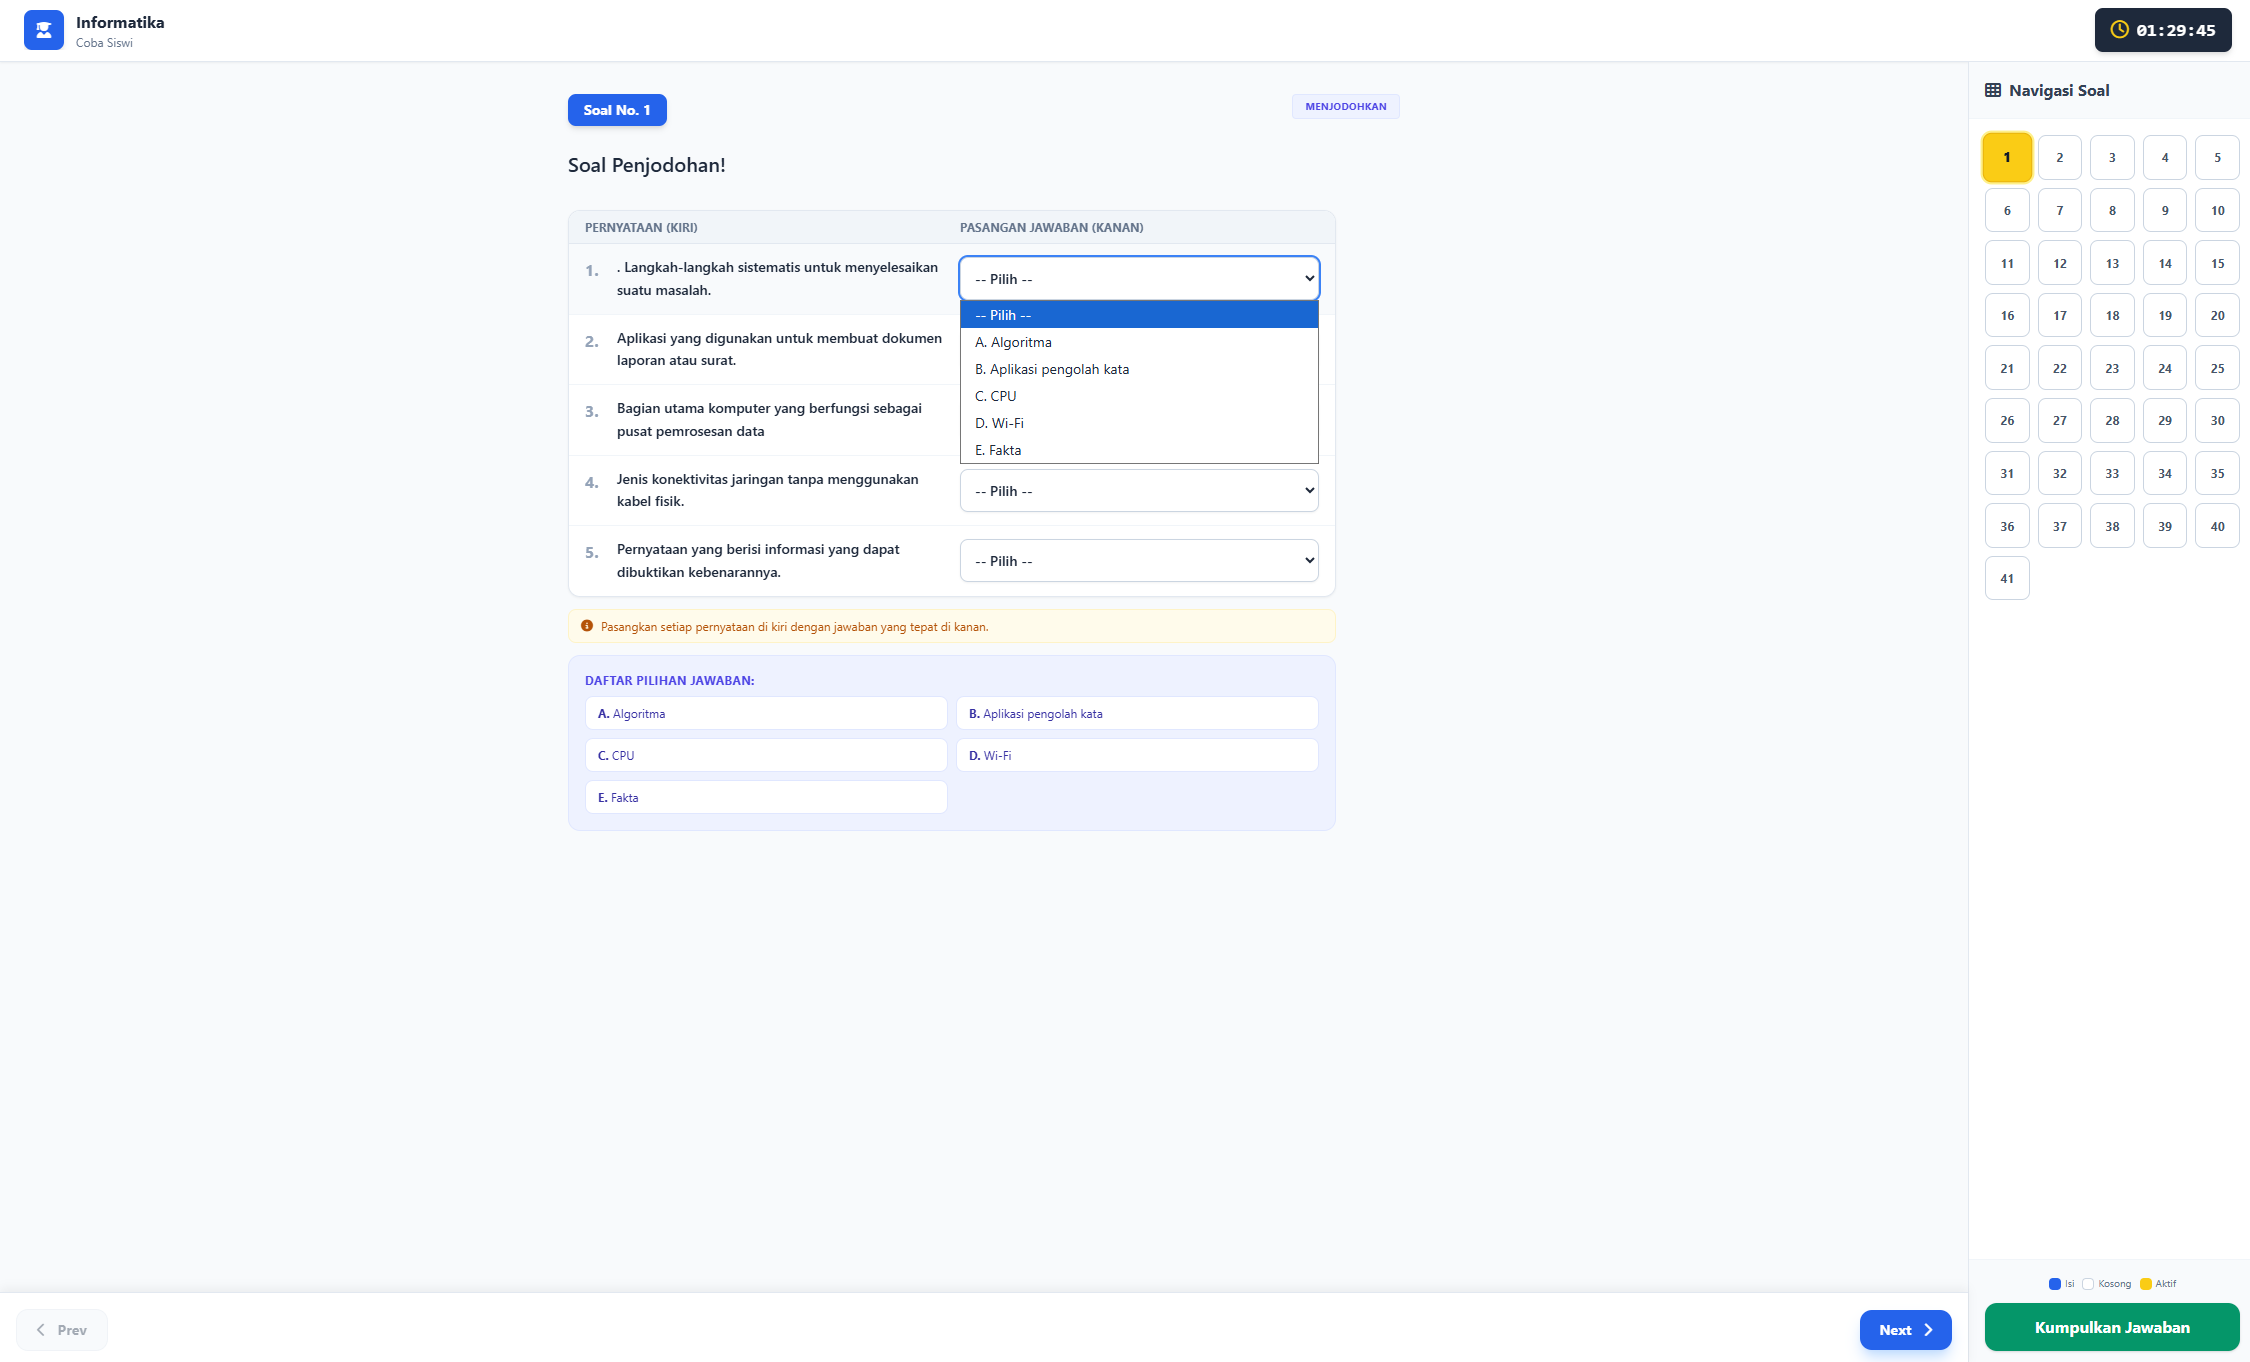 Informatika
Coba Siswi
01:29:45
Soal No. 1
MENJODOHKAN
Soal Penjodohan!
PERNYATAAN (KIRI)
PASANGAN JAWABAN (KANAN)
1.
. Langkah-langkah sistematis untuk menyelesaikan
suatu masalah.
-- Pilih --
-- Pilih --
A. Algoritma
B. Aplikasi pengolah kata
C. CPU
D. Wi-Fi
E. Fakta
2.
Aplikasi yang digunakan untuk membuat dokumen
laporan atau surat.
3.
Bagian utama komputer yang berfungsi sebagai
pusat pemrosesan data
4.
Jenis konektivitas jaringan tanpa menggunakan
kabel fisik.
-- Pilih --
5.
Pernyataan yang berisi informasi yang dapat
dibuktikan kebenarannya.
-- Pilih --
Pasangkan setiap pernyataan di kiri dengan jawaban yang tepat di kanan.
DAFTAR PILIHAN JAWABAN:
A. Algoritma
B. Aplikasi pengolah kata
C. CPU
D. Wi-Fi
E. Fakta
Prev
Next
Navigasi Soal
1 2 3 4 5
6 7 8 9 10
11 12 13 14 15
16 17 18 19 20
21 22 23 24 25
26 27 28 29 30
31 32 33 34 35
36 37 38 39 40
41
Isi Kosong Aktif
Kumpulkan Jawaban